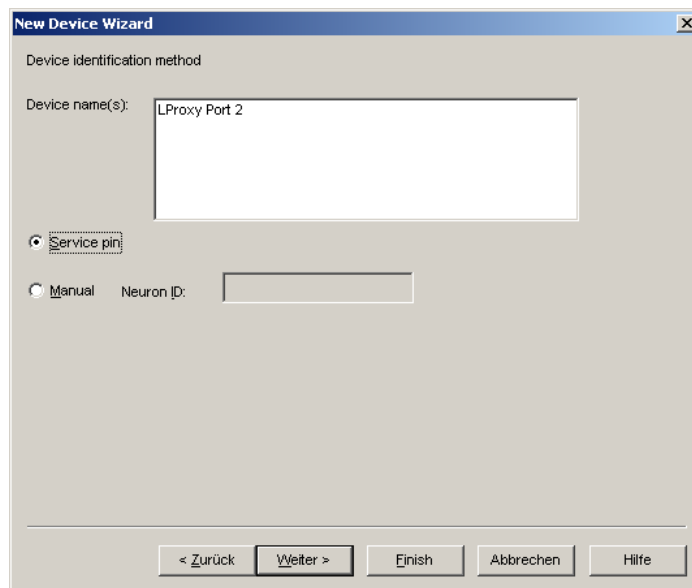 New Device Wizard
Device identification method
Device name(s):
LProxy Port 2
Service pin
Manual Neuron ID:
< Zurück Weiter > Finish Abbrechen Hilfe